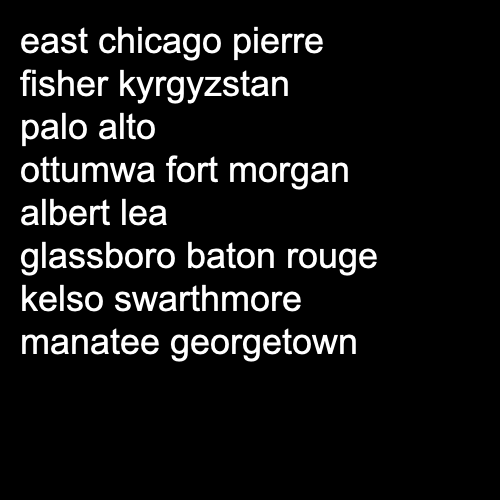 east chicago pierre
fisher kyrgyzstan
palo alto
ottumwa fort morgan
albert lea
glassboro baton rouge
kelso swarthmore
manatee georgetown